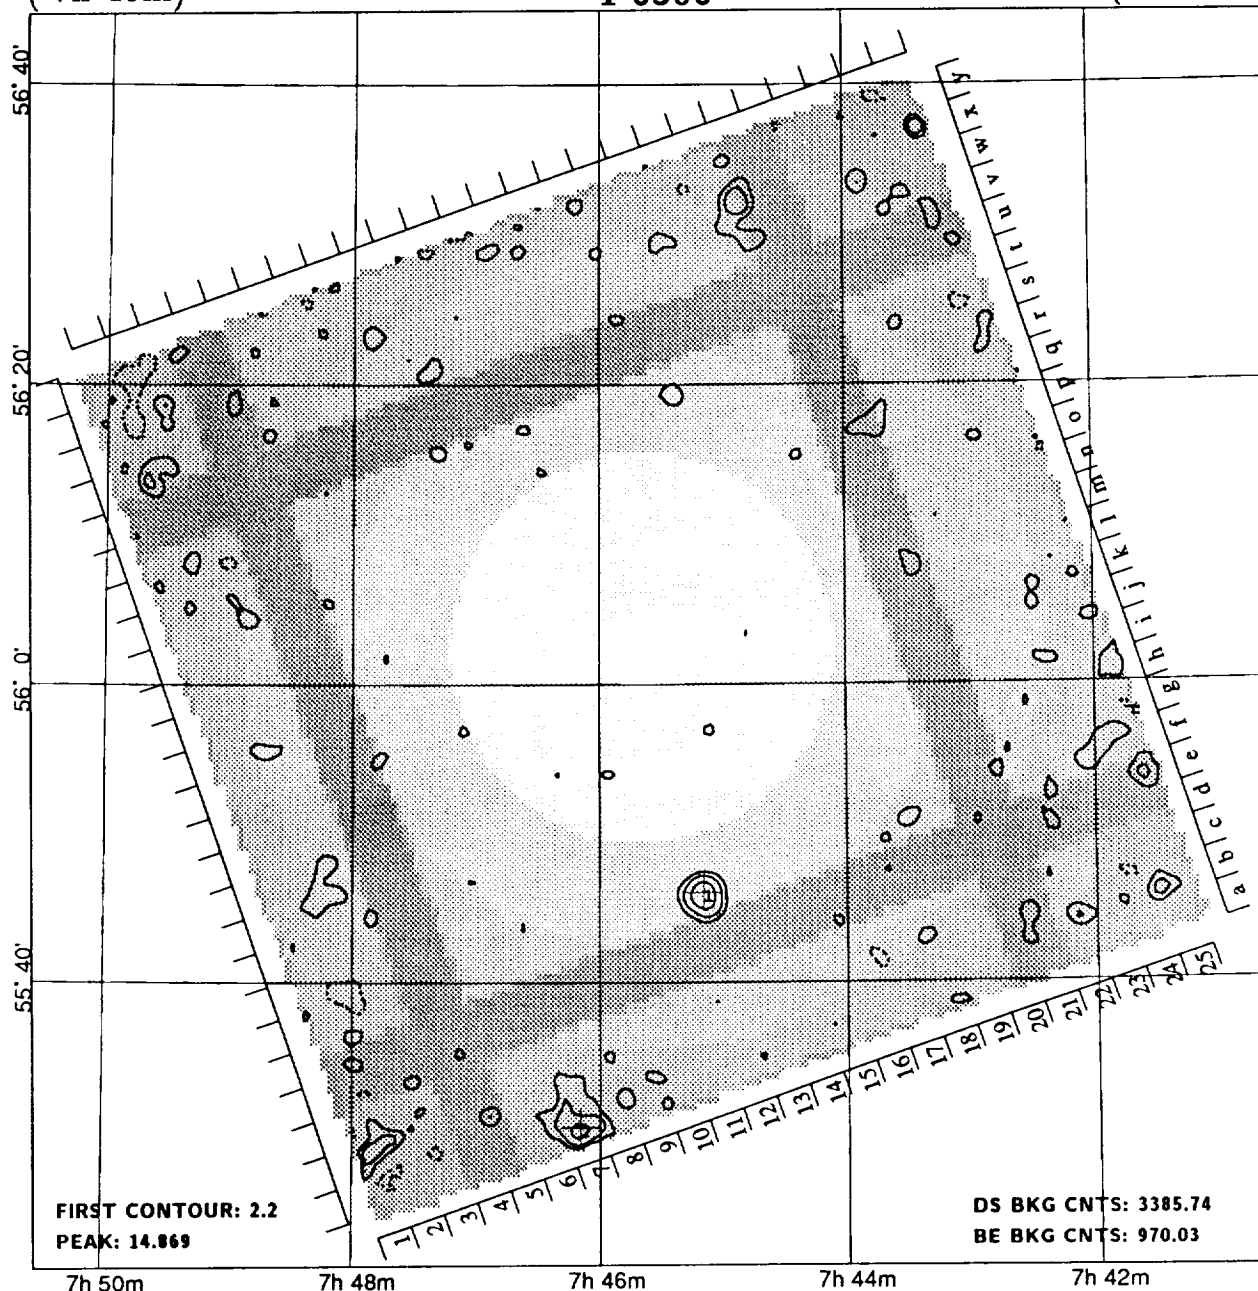 56° 40'
56° 20'
56° 0'
55° 40'
y
x
w
v
u
t
s
r
q
p
o
n
m
l
k
j
i
h
g
f
e
d
c
b
a
1
1 2 3 4 5 6 7 8 9 10 11 12 13 14 15 16 17 18 19 20 21 22 23 24 25
FIRST CONTOUR: 2.2
PEAK: 14.869
DS BKG CNTS: 3385.74
BE BKG CNTS: 970.03
7h 50m 7h 48m 7h 46m 7h 44m 7h 42m